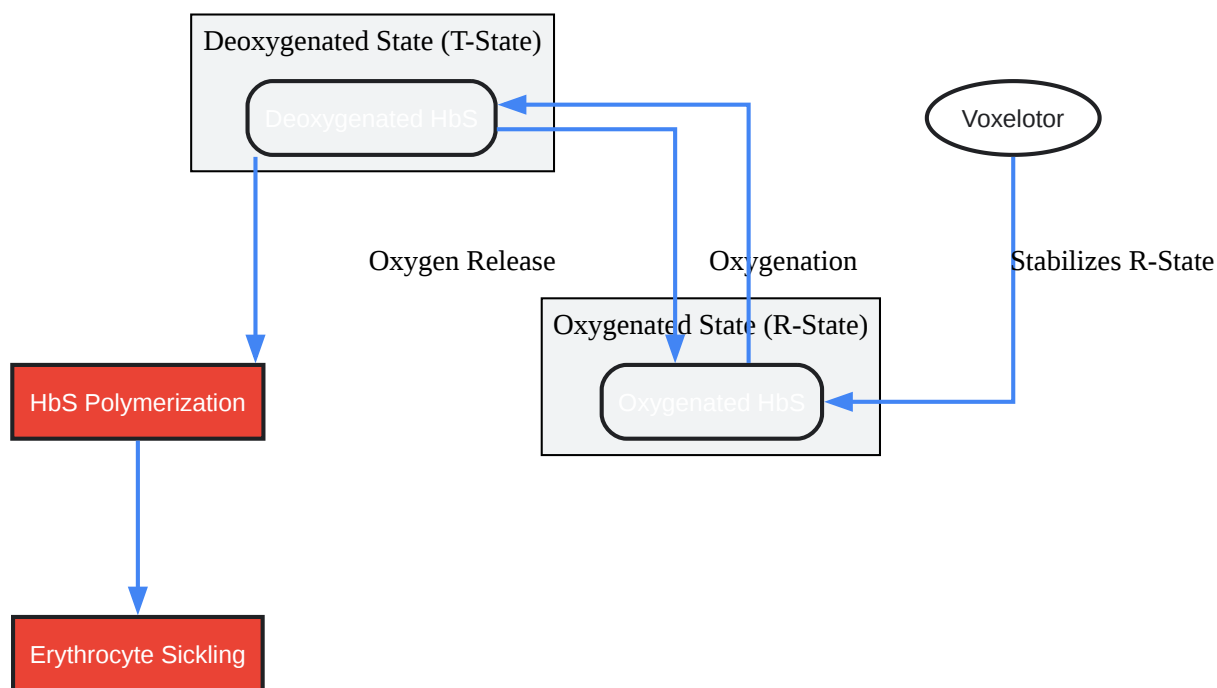 Deoxygenated State (T-State)
Deoxygenated HbS
Voxelotor
Oxygen Release
Oxygenation
Stabilizes R-State
Oxygenated State (R-State)
HbS Polymerization
Oxygenated HbS
Erythrocyte Sickling